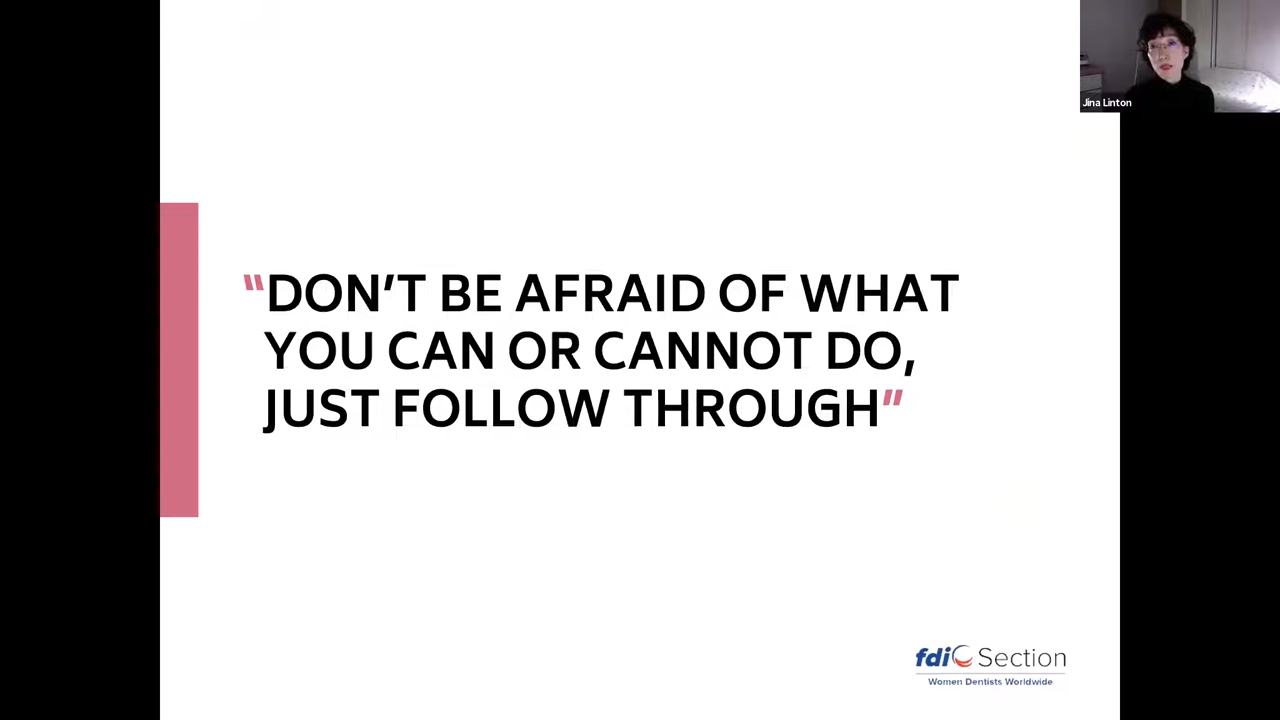 Jina Linton
“DON’T BE AFRAID OF WHAT
YOU CAN OR CANNOT DO,
JUST FOLLOW THROUGH”
fdi Section
Women Dentists Worldwide